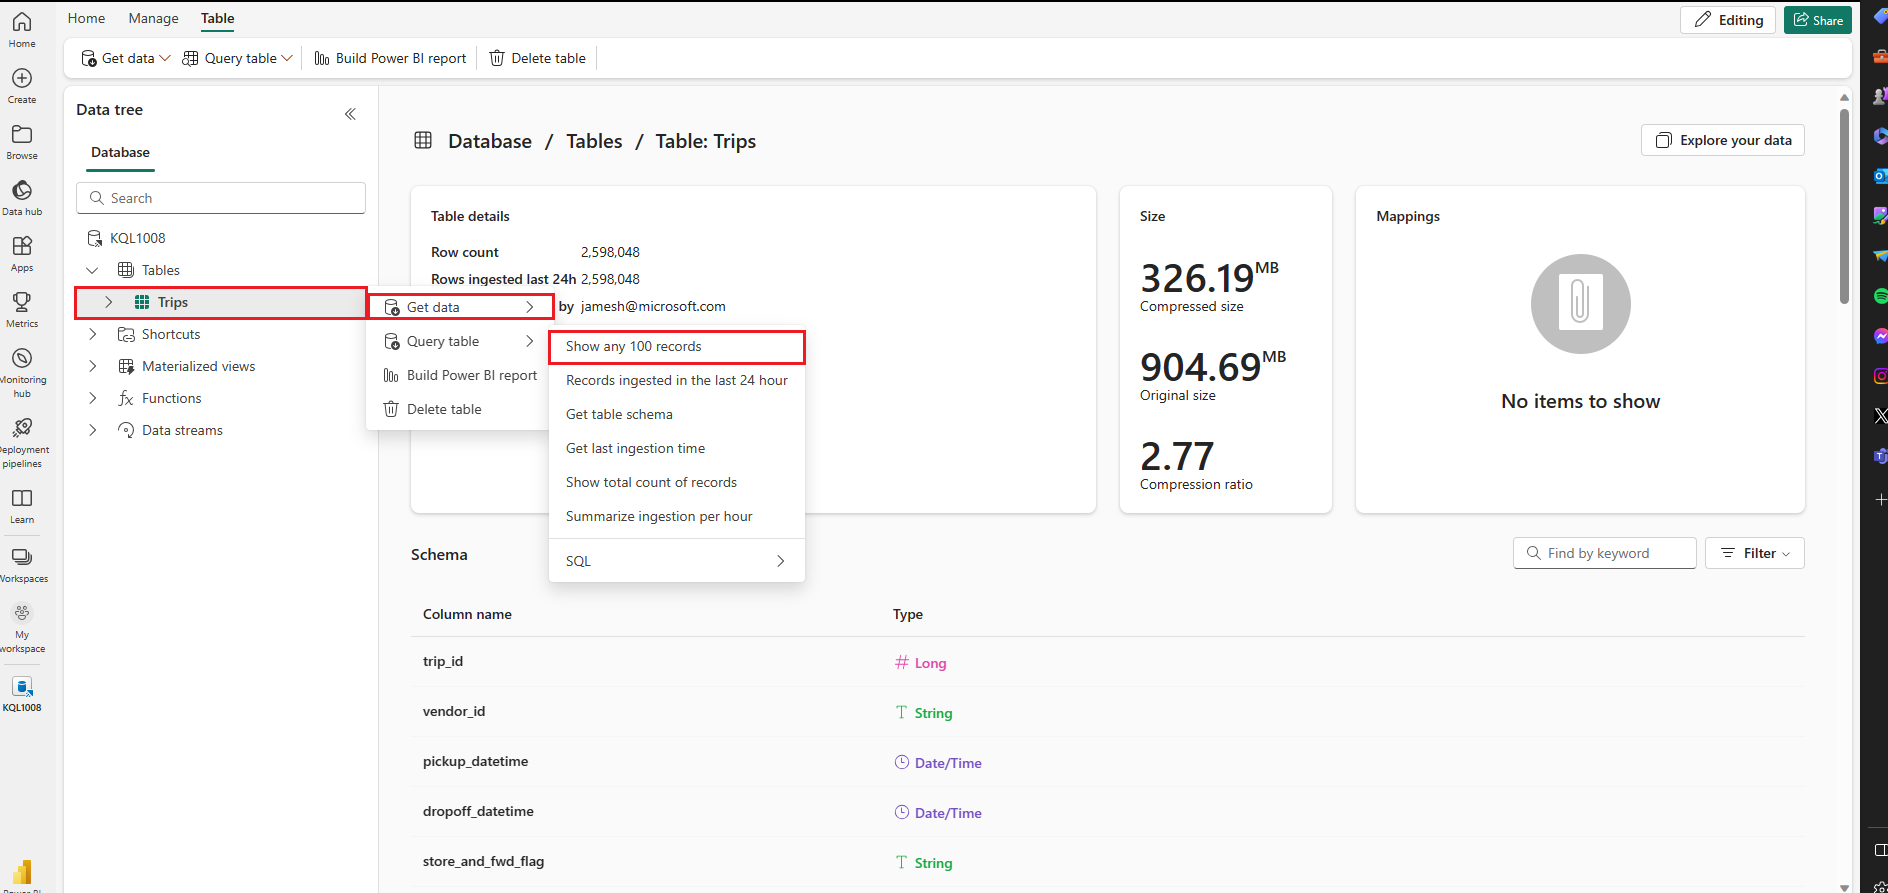 Home Manage Table
Editing Share
Get data Query table Build Power BI report Delete table
Home
Create
Browse
Data hub
Apps
Metrics
Monitoring
hub
pipelines
Learn
My
workspace
KQL1008
Data tree
Database
Search
KQL1008
Tables
Trips
Shortcuts
Materialized views
Functions
Data streams
Get data
Query table
Build Power BI report
Delete table
Show any 100 records
Records ingested in the last 24 hour
Get table schema
Get last ingestion time
Show total count of records
Summarize ingestion per hour
SQL
Database / Tables / Table: Trips
Explore your data
Table details
Row count 2,598,048
Rows ingested last 24h 2,598,048
by jamesh@microsoft.com
Size
326.19 MB
Compressed size
904.69 MB
Original size
2.77
Compression ratio
Mappings
No items to show
Schema
Find by keyword
Filter
Column name Type
trip_id Long
vendor_id String
pickup_datetime Date/Time
dropoff_datetime Date/Time
store_and_fwd_flag String